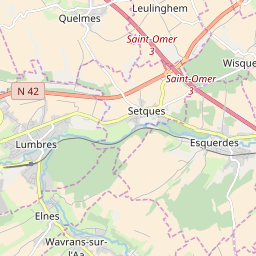 Leulinghem
Quelmes
Saint-Omer
3
Wisque
Saint-Omer
3
N 42
Setques
Lumbres
Esquerdes
Elnes
Wavrans-sur-
l'Aa